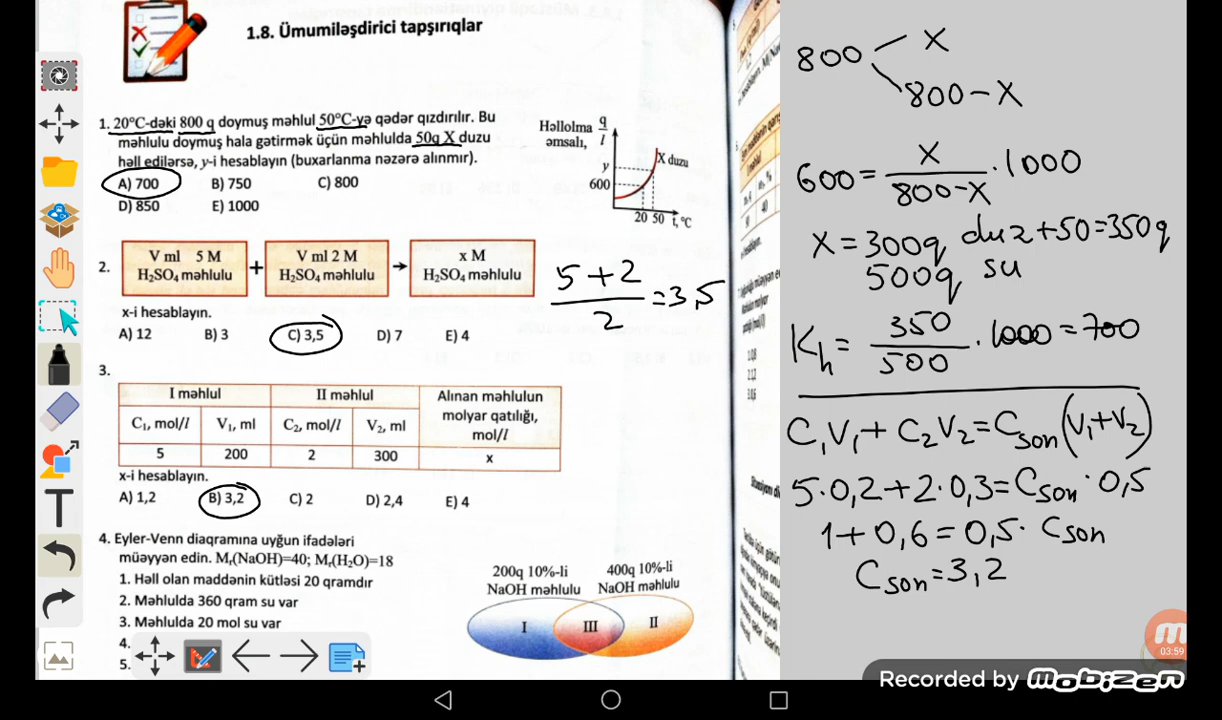 1.8. Ümumiləşdirici tapşırıqlar
1. 20°C-dəki 800 q doymuş məhlul 50°C-yə qədər qızdırılır. Bu
məhlulu doymuş hala gətirmək üçün məhlulda 50q X duzu
həll edilərsə, y-i hesablayın (buxarlanma nəzərə alınmır).
A) 700 B) 750 C) 800
D) 850 E) 1000
Həllolma q
əmsalı, l
y
X duzu
600
20 50 t, °C
2.
V ml 5 M
H₂SO₄ məhlulu
+
V ml 2 M
H₂SO₄ məhlulu
→
x M
H₂SO₄ məhlulu
5+2/2=3,5
x-i hesablayın.
A) 12 B) 3 C) 3,5 D) 7 E) 4
3.
I məhlul II məhlul Alınan məhlulun molyar qatılığı, mol/l
C₁, mol/l V₁, ml C₂, mol/l V₂, ml
5 200 2 300 x
x-i hesablayın.
A) 1,2 B) 3,2 C) 2 D) 2,4 E) 4
4. Eyler-Venn diaqramına uyğun ifadələri
müəyyən edin. Mᵣ(NaOH)=40; Mᵣ(H₂O)=18
1. Həll olan maddənin kütləsi 20 qramdır
2. Məhlulda 360 qram su var
3. Məhlulda 20 mol su var
4.
5.
200q 10%-li
NaOH məhlulu
400q 10%-li
NaOH məhlulu
I III II
800 X
800-X
600 = X/800-X · 1000
X = 300q duz+50=350q
500q su
Kh = 350/500 · 1000 = 700
C₁V₁ + C₂V₂ = Cson (V₁+V₂)
5·0,2+2·0,3=Cson·0,5
1+0,6=0,5·Cson
Cson=3,2
T
03:59
Recorded by mobizen